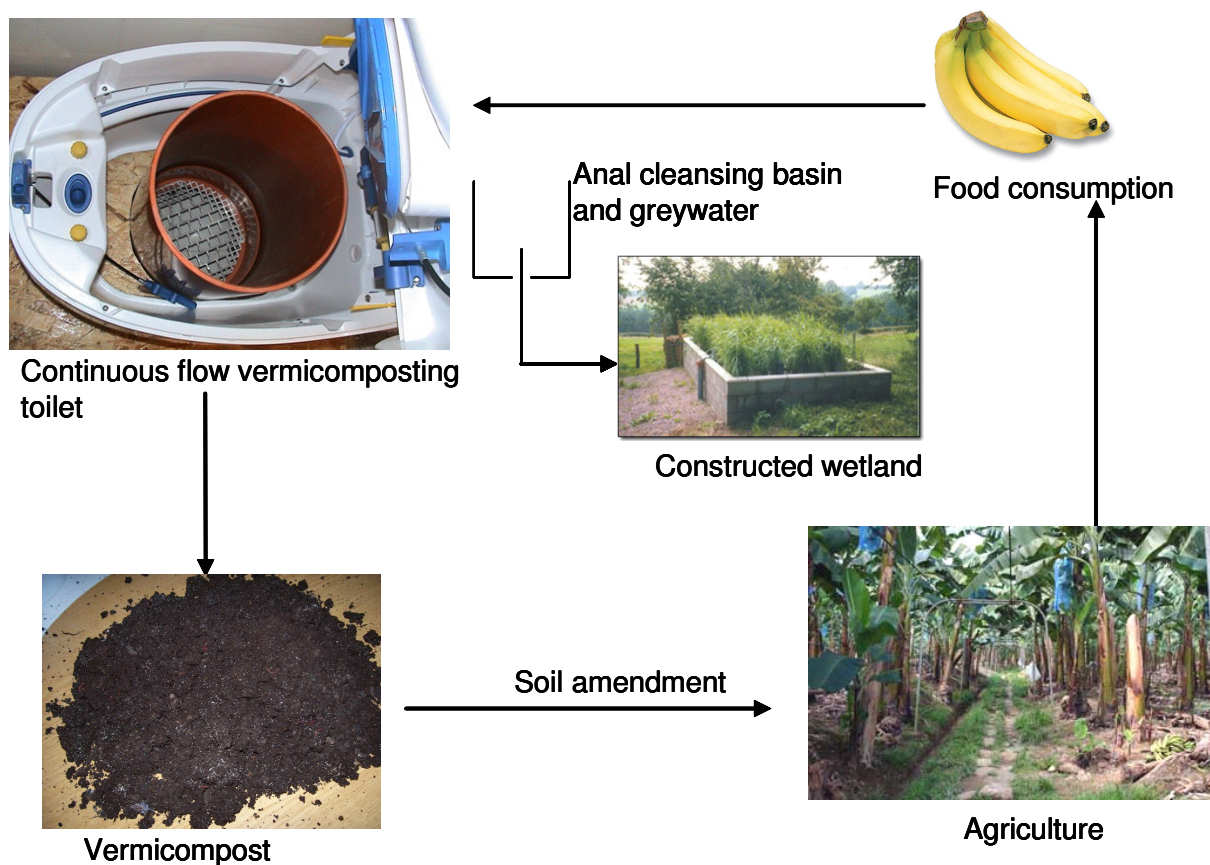 Anal cleansing basin
and greywater
Food consumption
Continuous flow vermicomposting
toilet
Constructed wetland
Soil amendment
Vermicompost
Agriculture